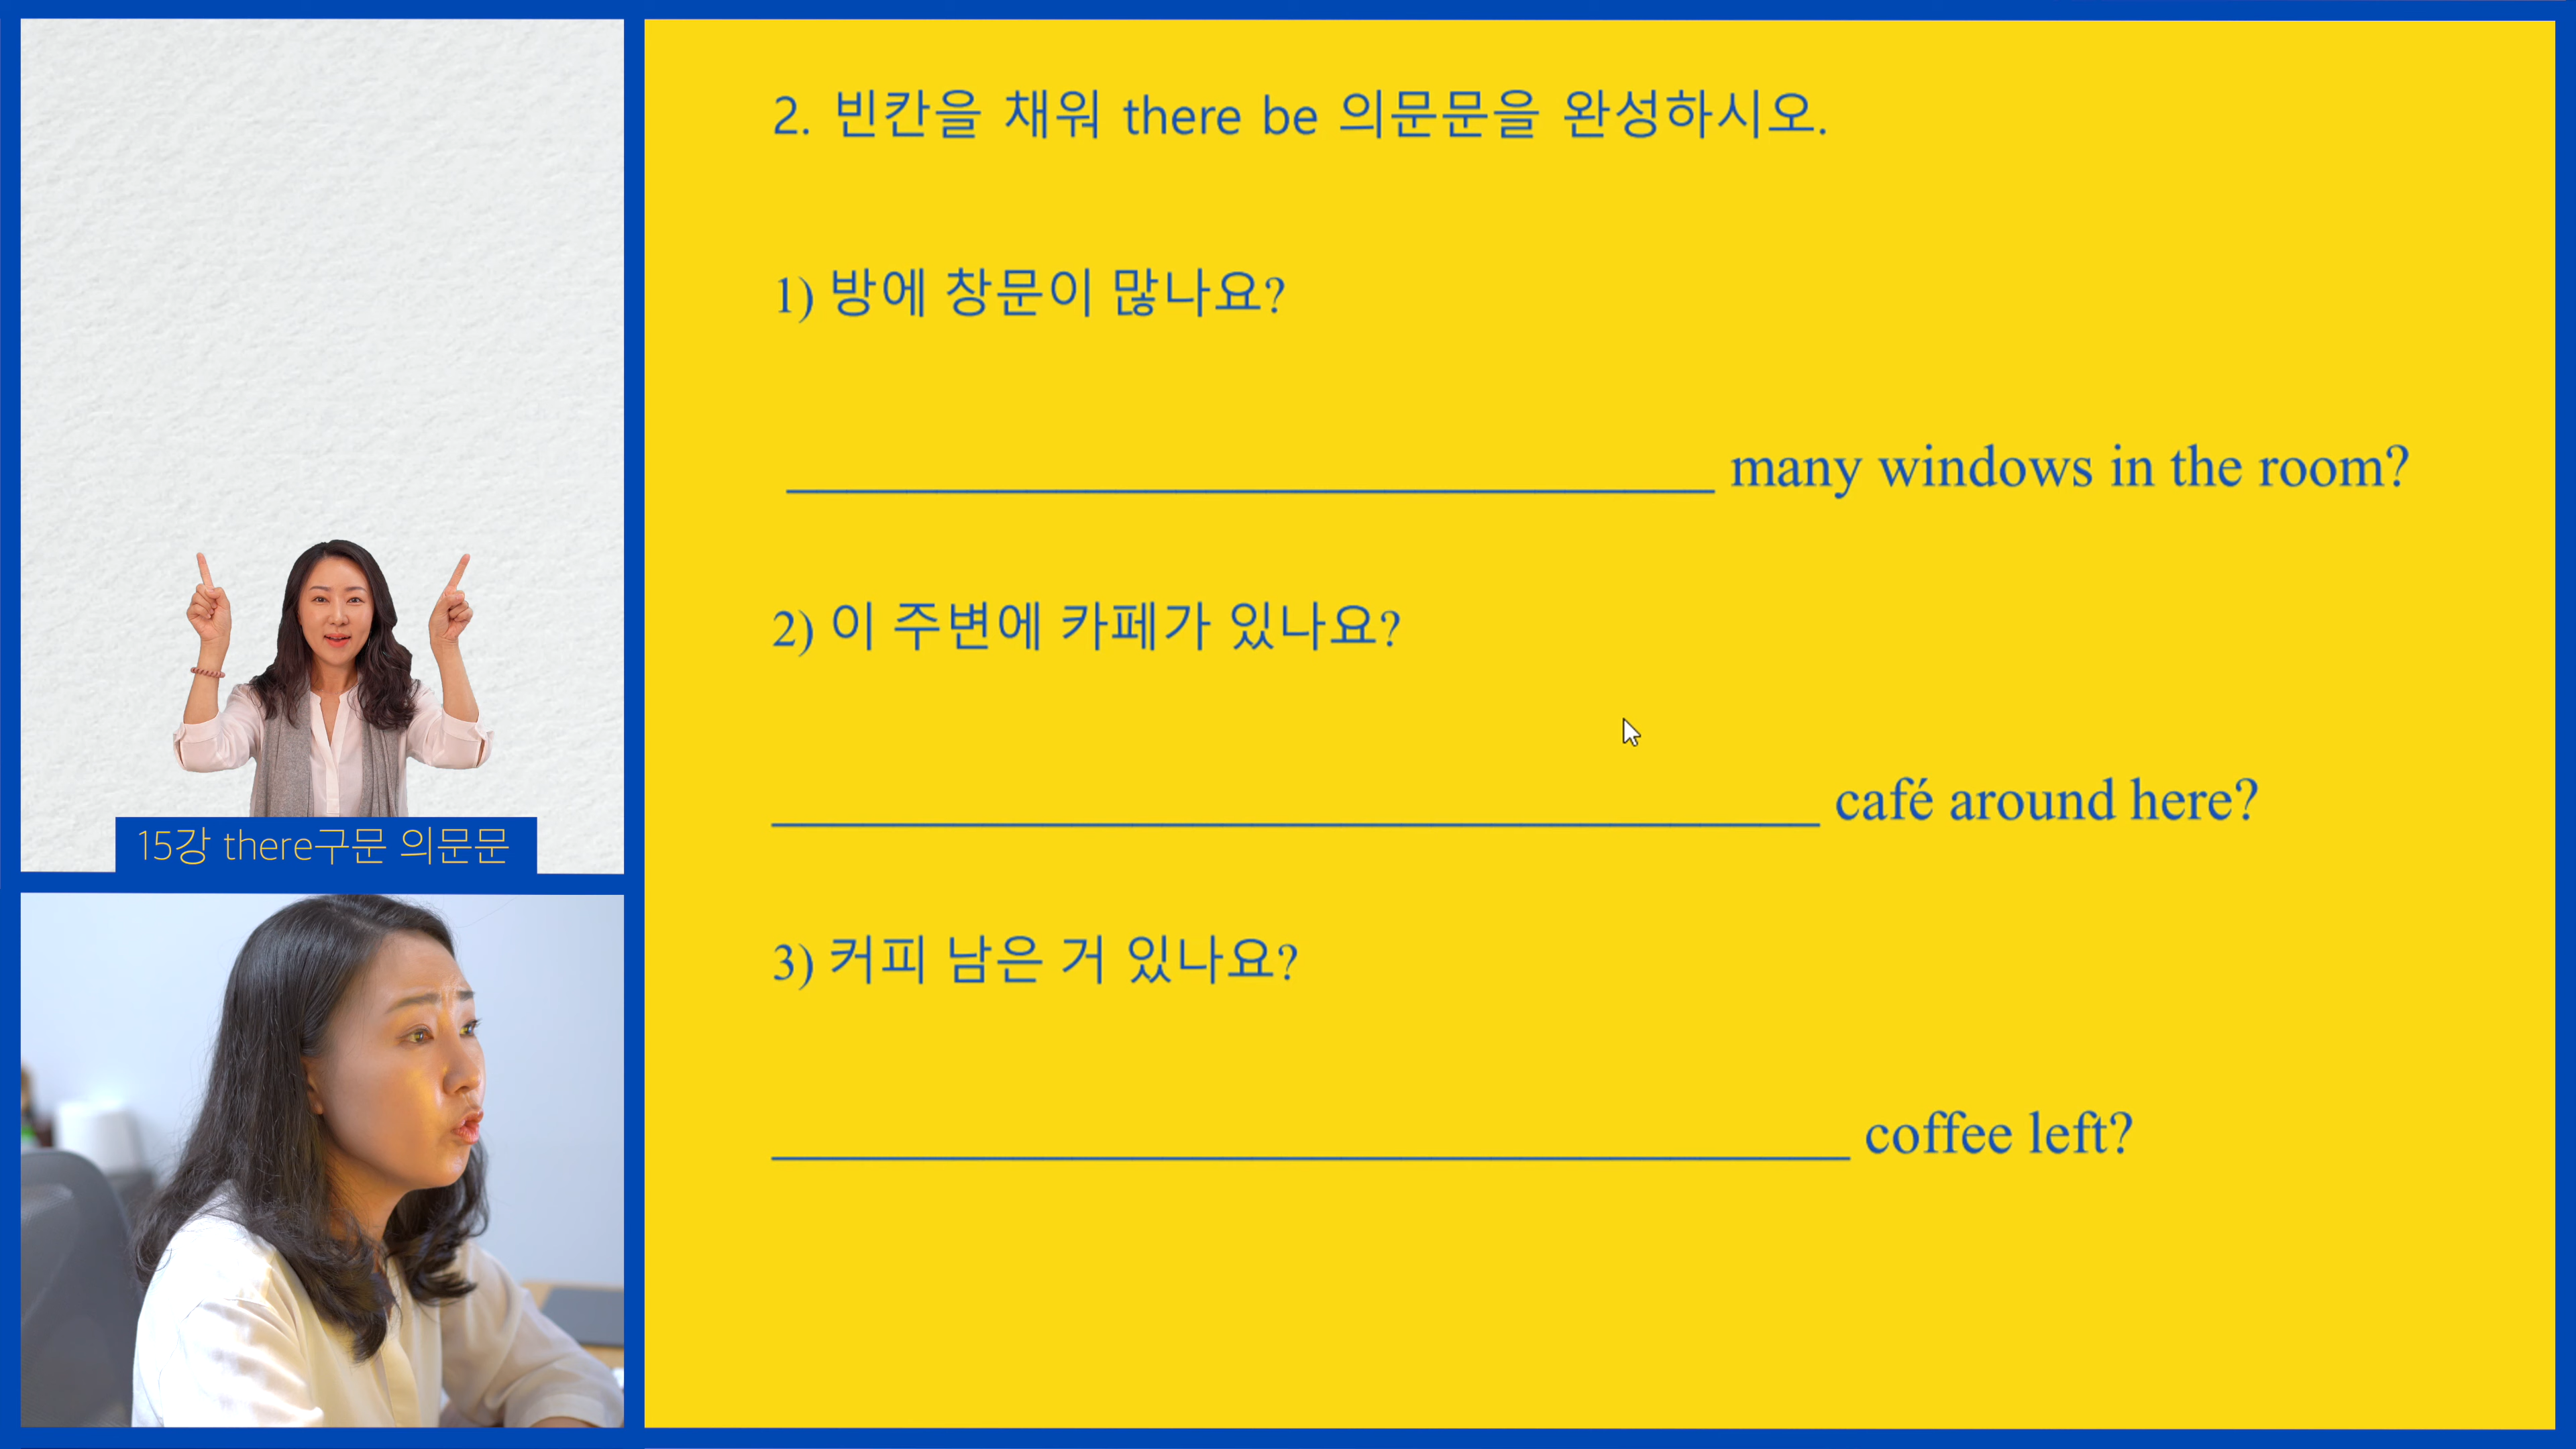 2. 빈칸을 채워 there be 의문문을 완성하시오.
1) 방에 창문이 많나요?
_______________________________ many windows in the room?
2) 이 주변에 카페가 있나요?
___________________________________ café around here?
3) 커피 남은 거 있나요?
____________________________________ coffee left?
15강 there구문 의문문